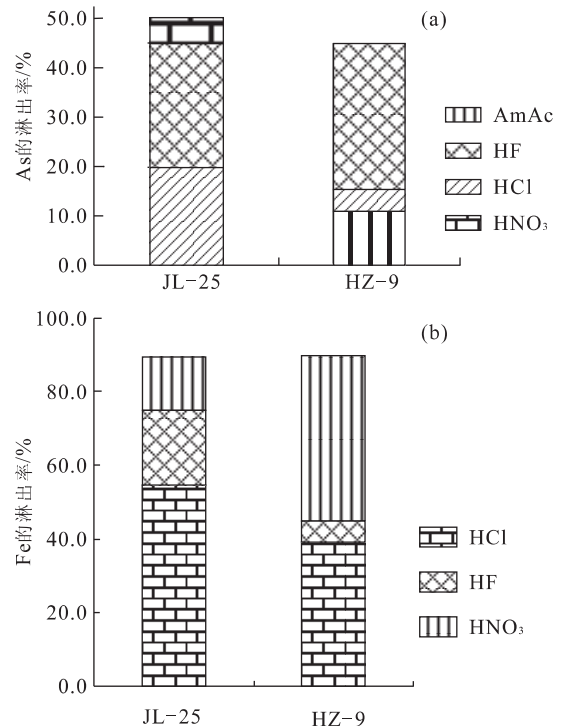 (a)
As的淋出率/%
50.0
40.0
30.0
20.0
10.0
0.0
AmAc
HF
HCl
HNO₃
JL-25
HZ-9
(b)
Fe的淋出率/%
100.0
80.0
60.0
40.0
20.0
0.0
HCl
HF
HNO₃
JL-25
HZ-9